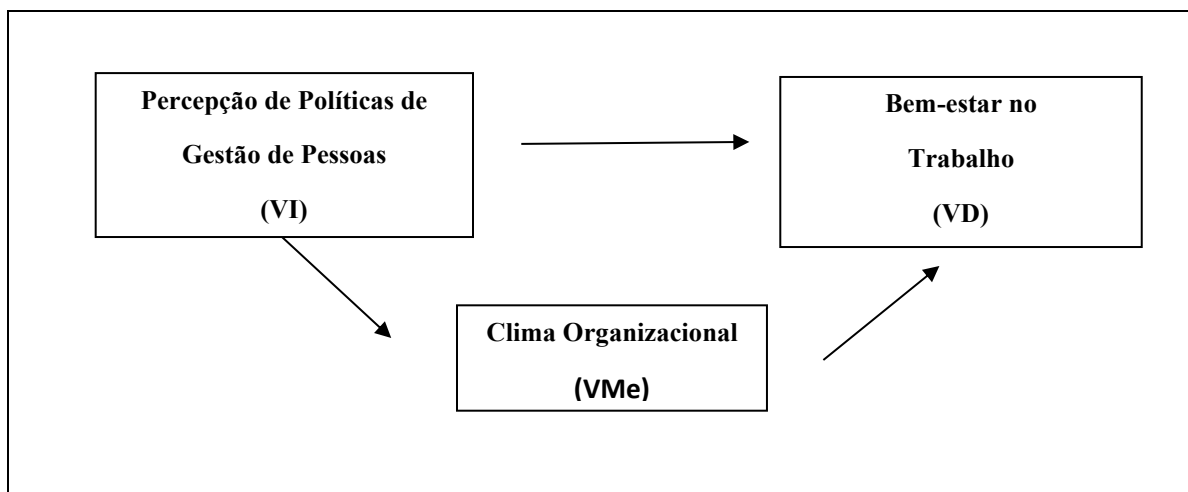 Percepção de Políticas de
Gestão de Pessoas
(VI)
Bem-estar no
Trabalho
(VD)
Clima Organizacional
(VMe)